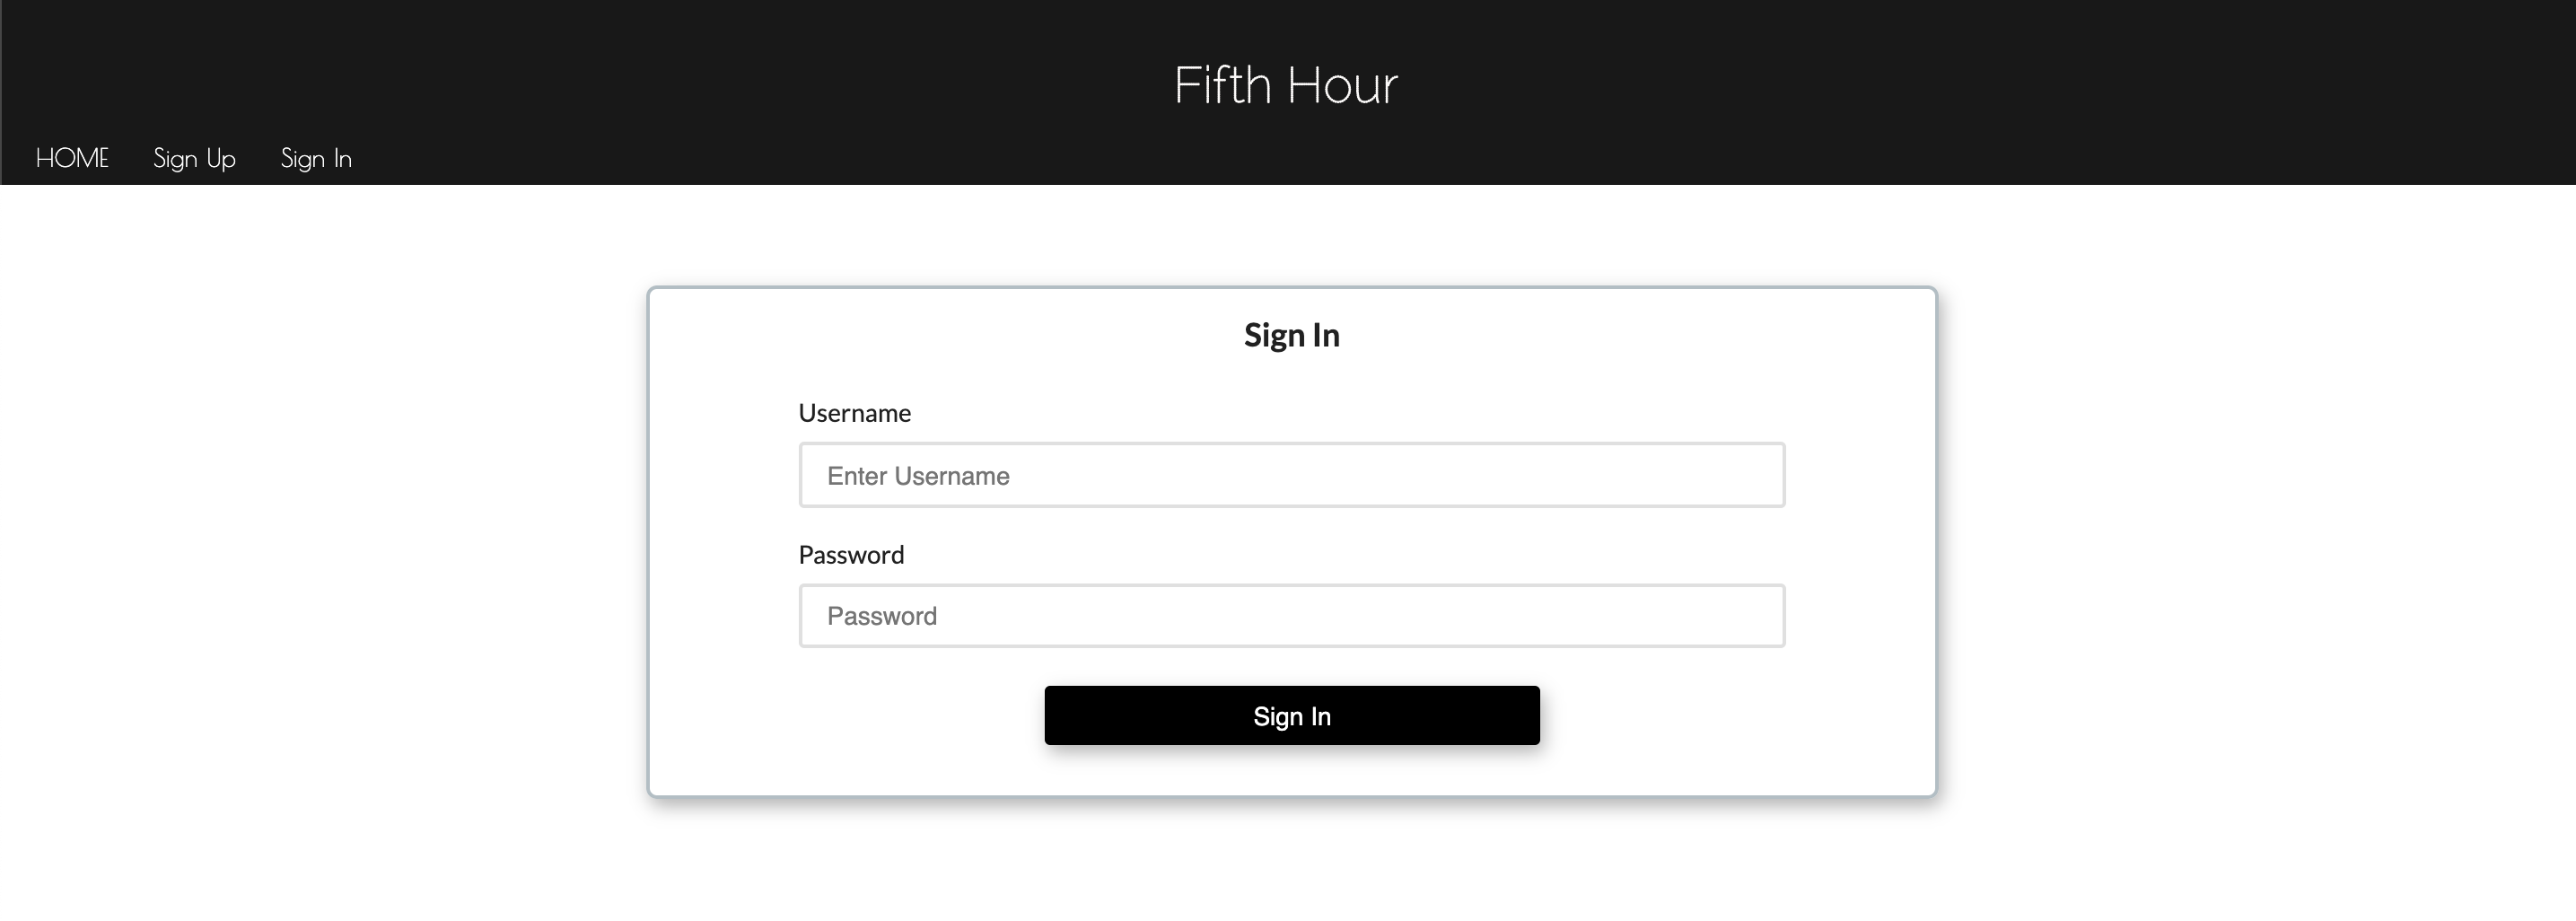 Fifth Hour
HOME Sign Up Sign In
Sign In
Username
Enter Username
Password
Password
Sign In